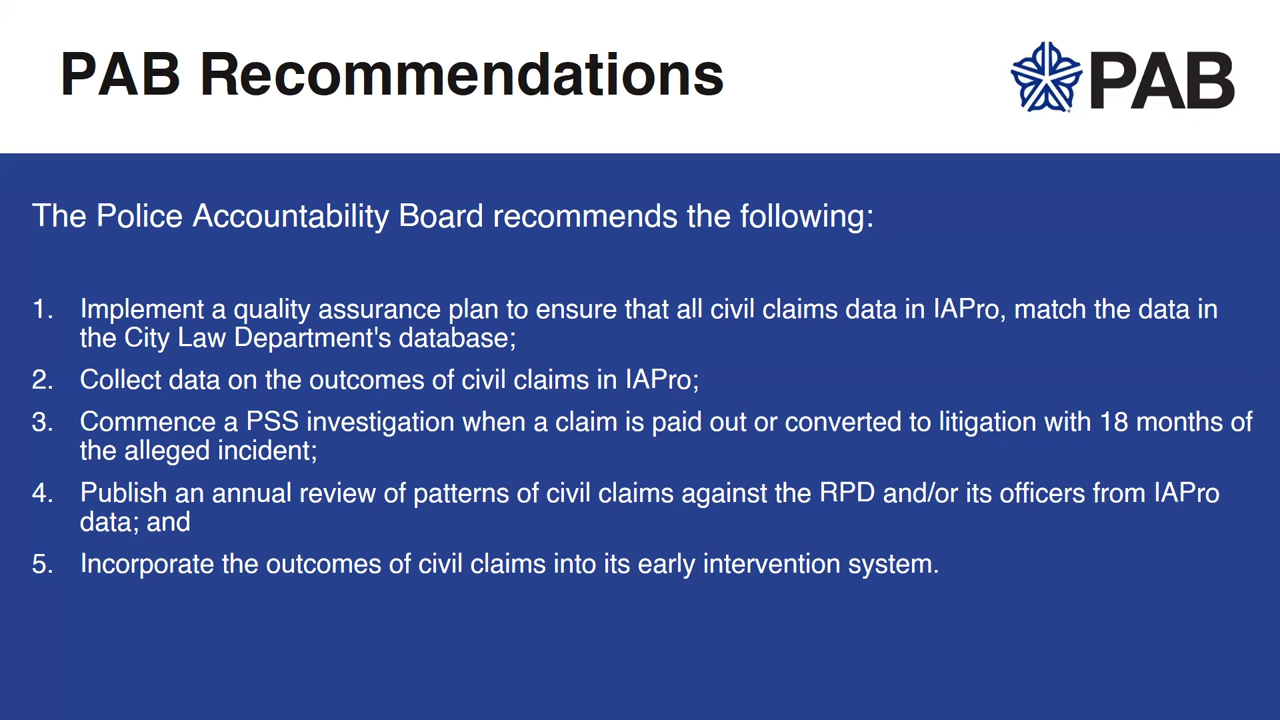 PAB Recommendations
PAB
The Police Accountability Board recommends the following:
1. Implement a quality assurance plan to ensure that all civil claims data in IAPro, match the data in
the City Law Department's database;
2. Collect data on the outcomes of civil claims in IAPro;
3. Commence a PSS investigation when a claim is paid out or converted to litigation with 18 months of
the alleged incident;
4. Publish an annual review of patterns of civil claims against the RPD and/or its officers from IAPro
data; and
5. Incorporate the outcomes of civil claims into its early intervention system.